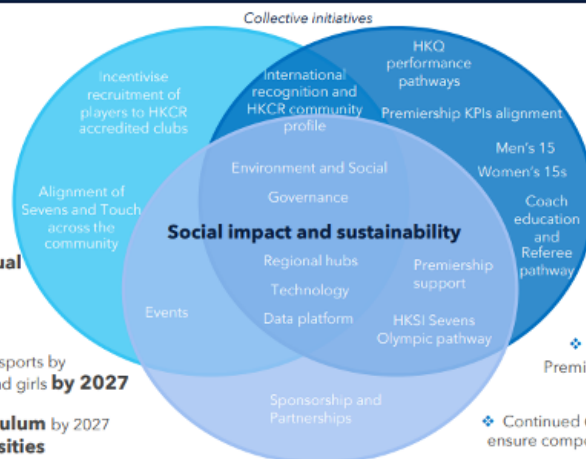 Collective initiatives
Incentivise
recruitment of
players to HKCR
accredited clubs
Alignment of
Sevens and Touch
across the
community
International
recognition and
HKCR community
profile
HKQ
performance
pathways
Premiership KPIs alignment
Men's 15
Women's 15s
Coach
education
and
Referee
pathway
Environment and Social
Governance
Social impact and sustainability
Regional hubs
Technology
Data platform
Premiership
support
HKSI Sevens
Olympic pathway
Events
Sponsorship and
Partnerships
ual
sports by
nd girls by 2027
ulum by 2027
sities
❖
Premi
❖ Continued
ensure compe